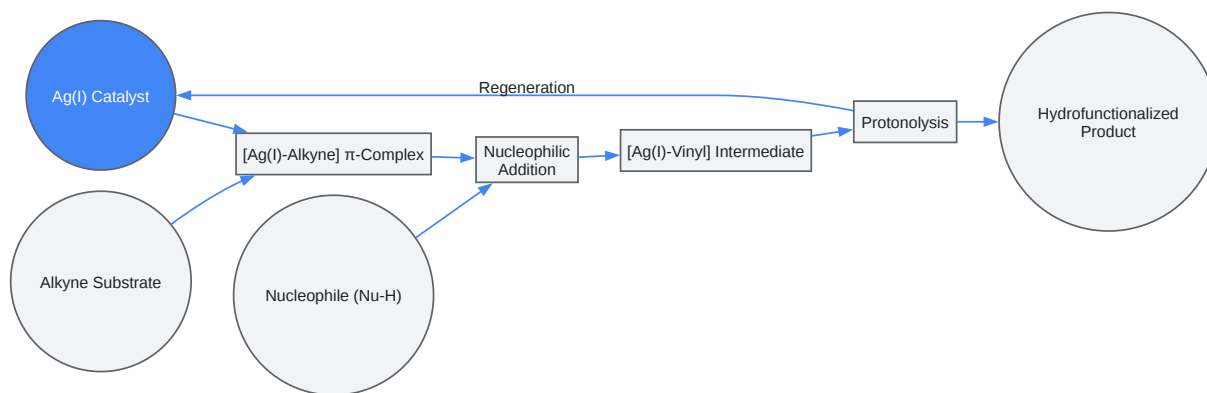 Regeneration
Ag(I) Catalyst
Hydrofunctionalized
Product
Protonolysis
[Ag(I)-Alkyne] π-Complex
Nucleophilic
Addition
[Ag(I)-Vinyl] Intermediate
Alkyne Substrate
Nucleophile (Nu-H)